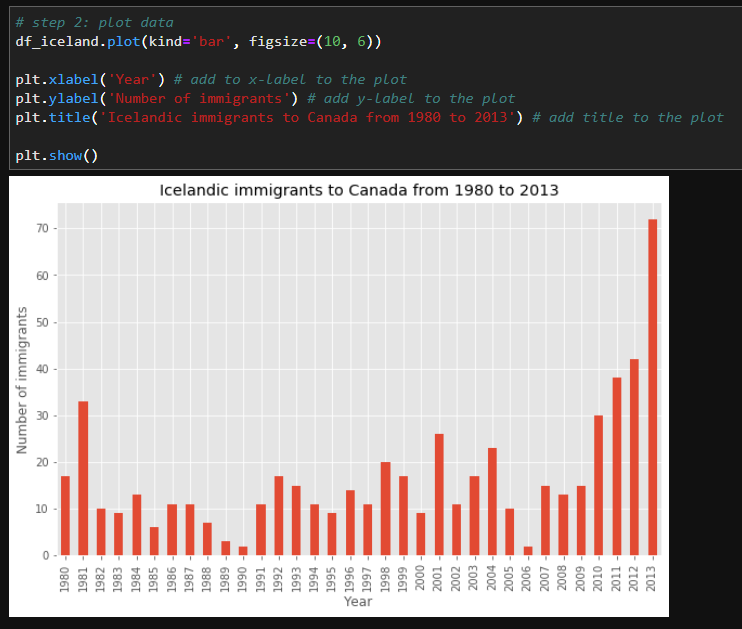 # step 2: plot data
df_iceland.plot(kind='bar', figsize=(10, 6))
plt.xlabel('Year') # add to x-label to the plot
plt.ylabel('Number of immigrants') # add y-label to the plot
plt.title('Icelandic immigrants to Canada from 1980 to 2013') # add title to the plot
plt.show()
Icelandic immigrants to Canada from 1980 to 2013
Number of immigrants
70
60
50
40
30
20
10
0
1980 1981 1982 1983 1984 1985 1986 1987 1988 1989 1990 1991 1992 1993 1994 1995 1996 1997 1998 1999 2000 2001 2002 2003 2004 2005 2006 2007 2008 2009 2010 2011 2012 2013
Year